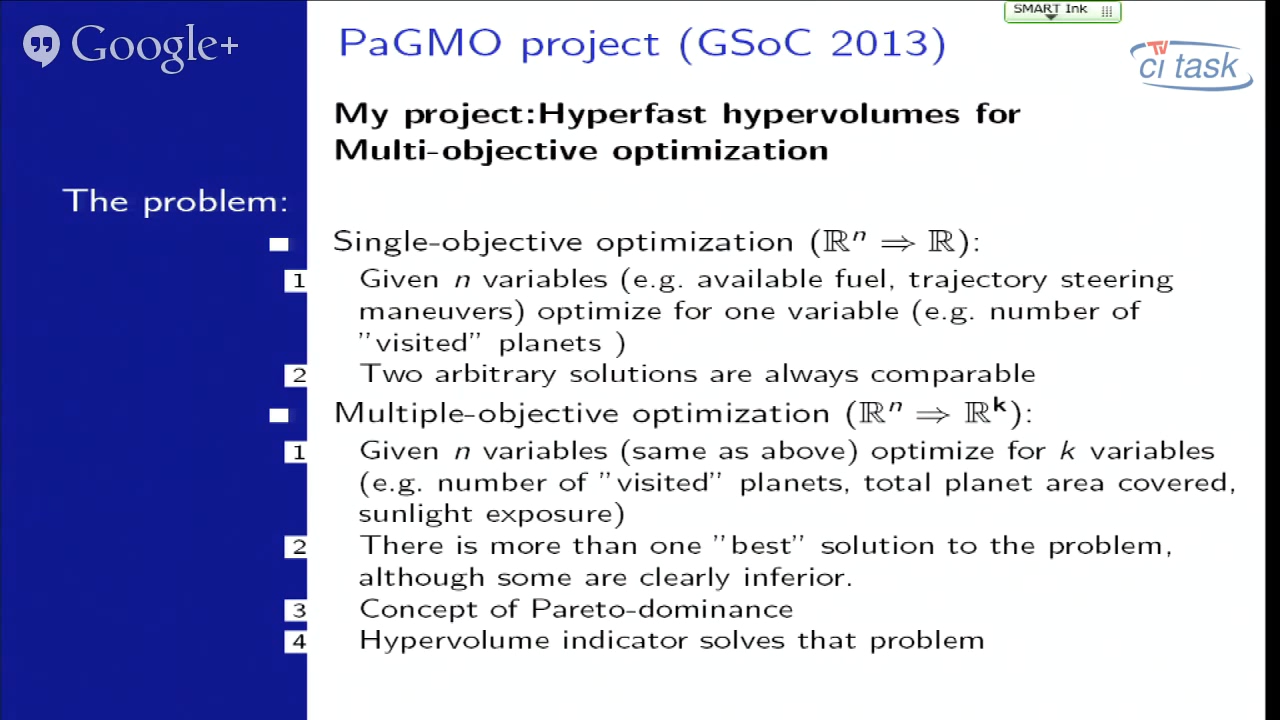 SMART Ink
Google+
PaGMO project (GSoC 2013)
TV
ci task
My project:Hyperfast hypervolumes for
Multi-objective optimization
The problem:
Single-objective optimization (ℝⁿ ⇒ ℝ):
1 Given n variables (e.g. available fuel, trajectory steering
maneuvers) optimize for one variable (e.g. number of
"visited" planets )
2 Two arbitrary solutions are always comparable
Multiple-objective optimization (ℝⁿ ⇒ ℝᵏ):
1 Given n variables (same as above) optimize for k variables
(e.g. number of "visited" planets, total planet area covered,
sunlight exposure)
2 There is more than one "best" solution to the problem,
although some are clearly inferior.
3 Concept of Pareto-dominance
4 Hypervolume indicator solves that problem